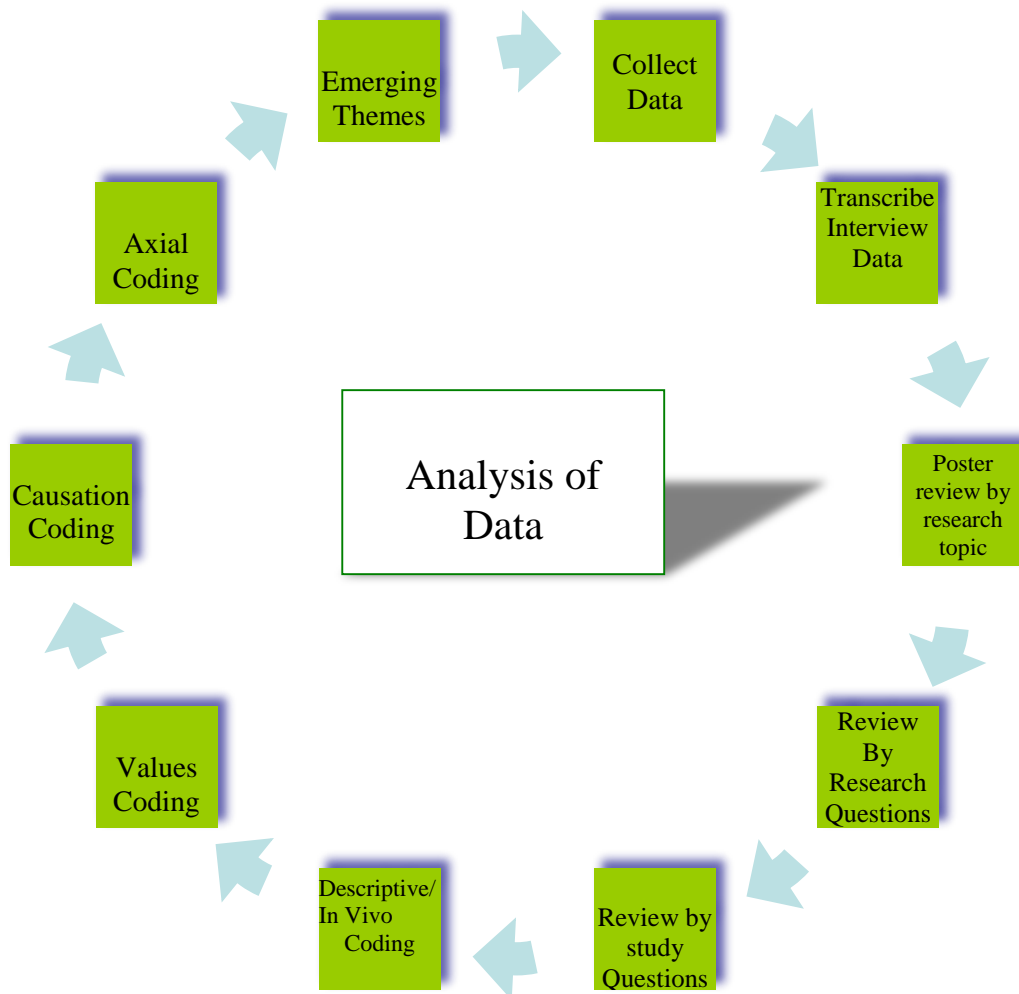 Emerging
Themes
Collect
Data
Transcribe
Interview
Data
Poster
review by
research
topic
Review
By
Research
Questions
Review by
study
Questions
Descriptive/
In Vivo
Coding
Values
Coding
Causation
Coding
Axial
Coding
Analysis of
Data